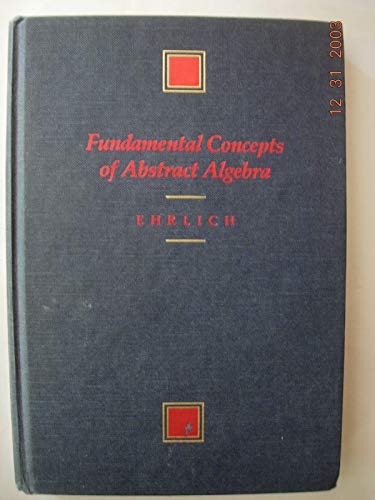 Fundamental Concepts
of Abstract Algebra
EHRLICH
12 31 2003